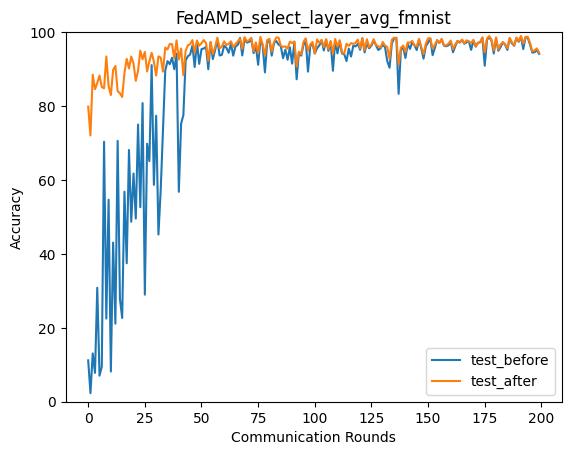 FedAMD_select_layer_avg_fmnist
100
80
60
40
20
0
Accuracy
0 25 50 75 100 125 150 175 200
Communication Rounds
test_before
test_after